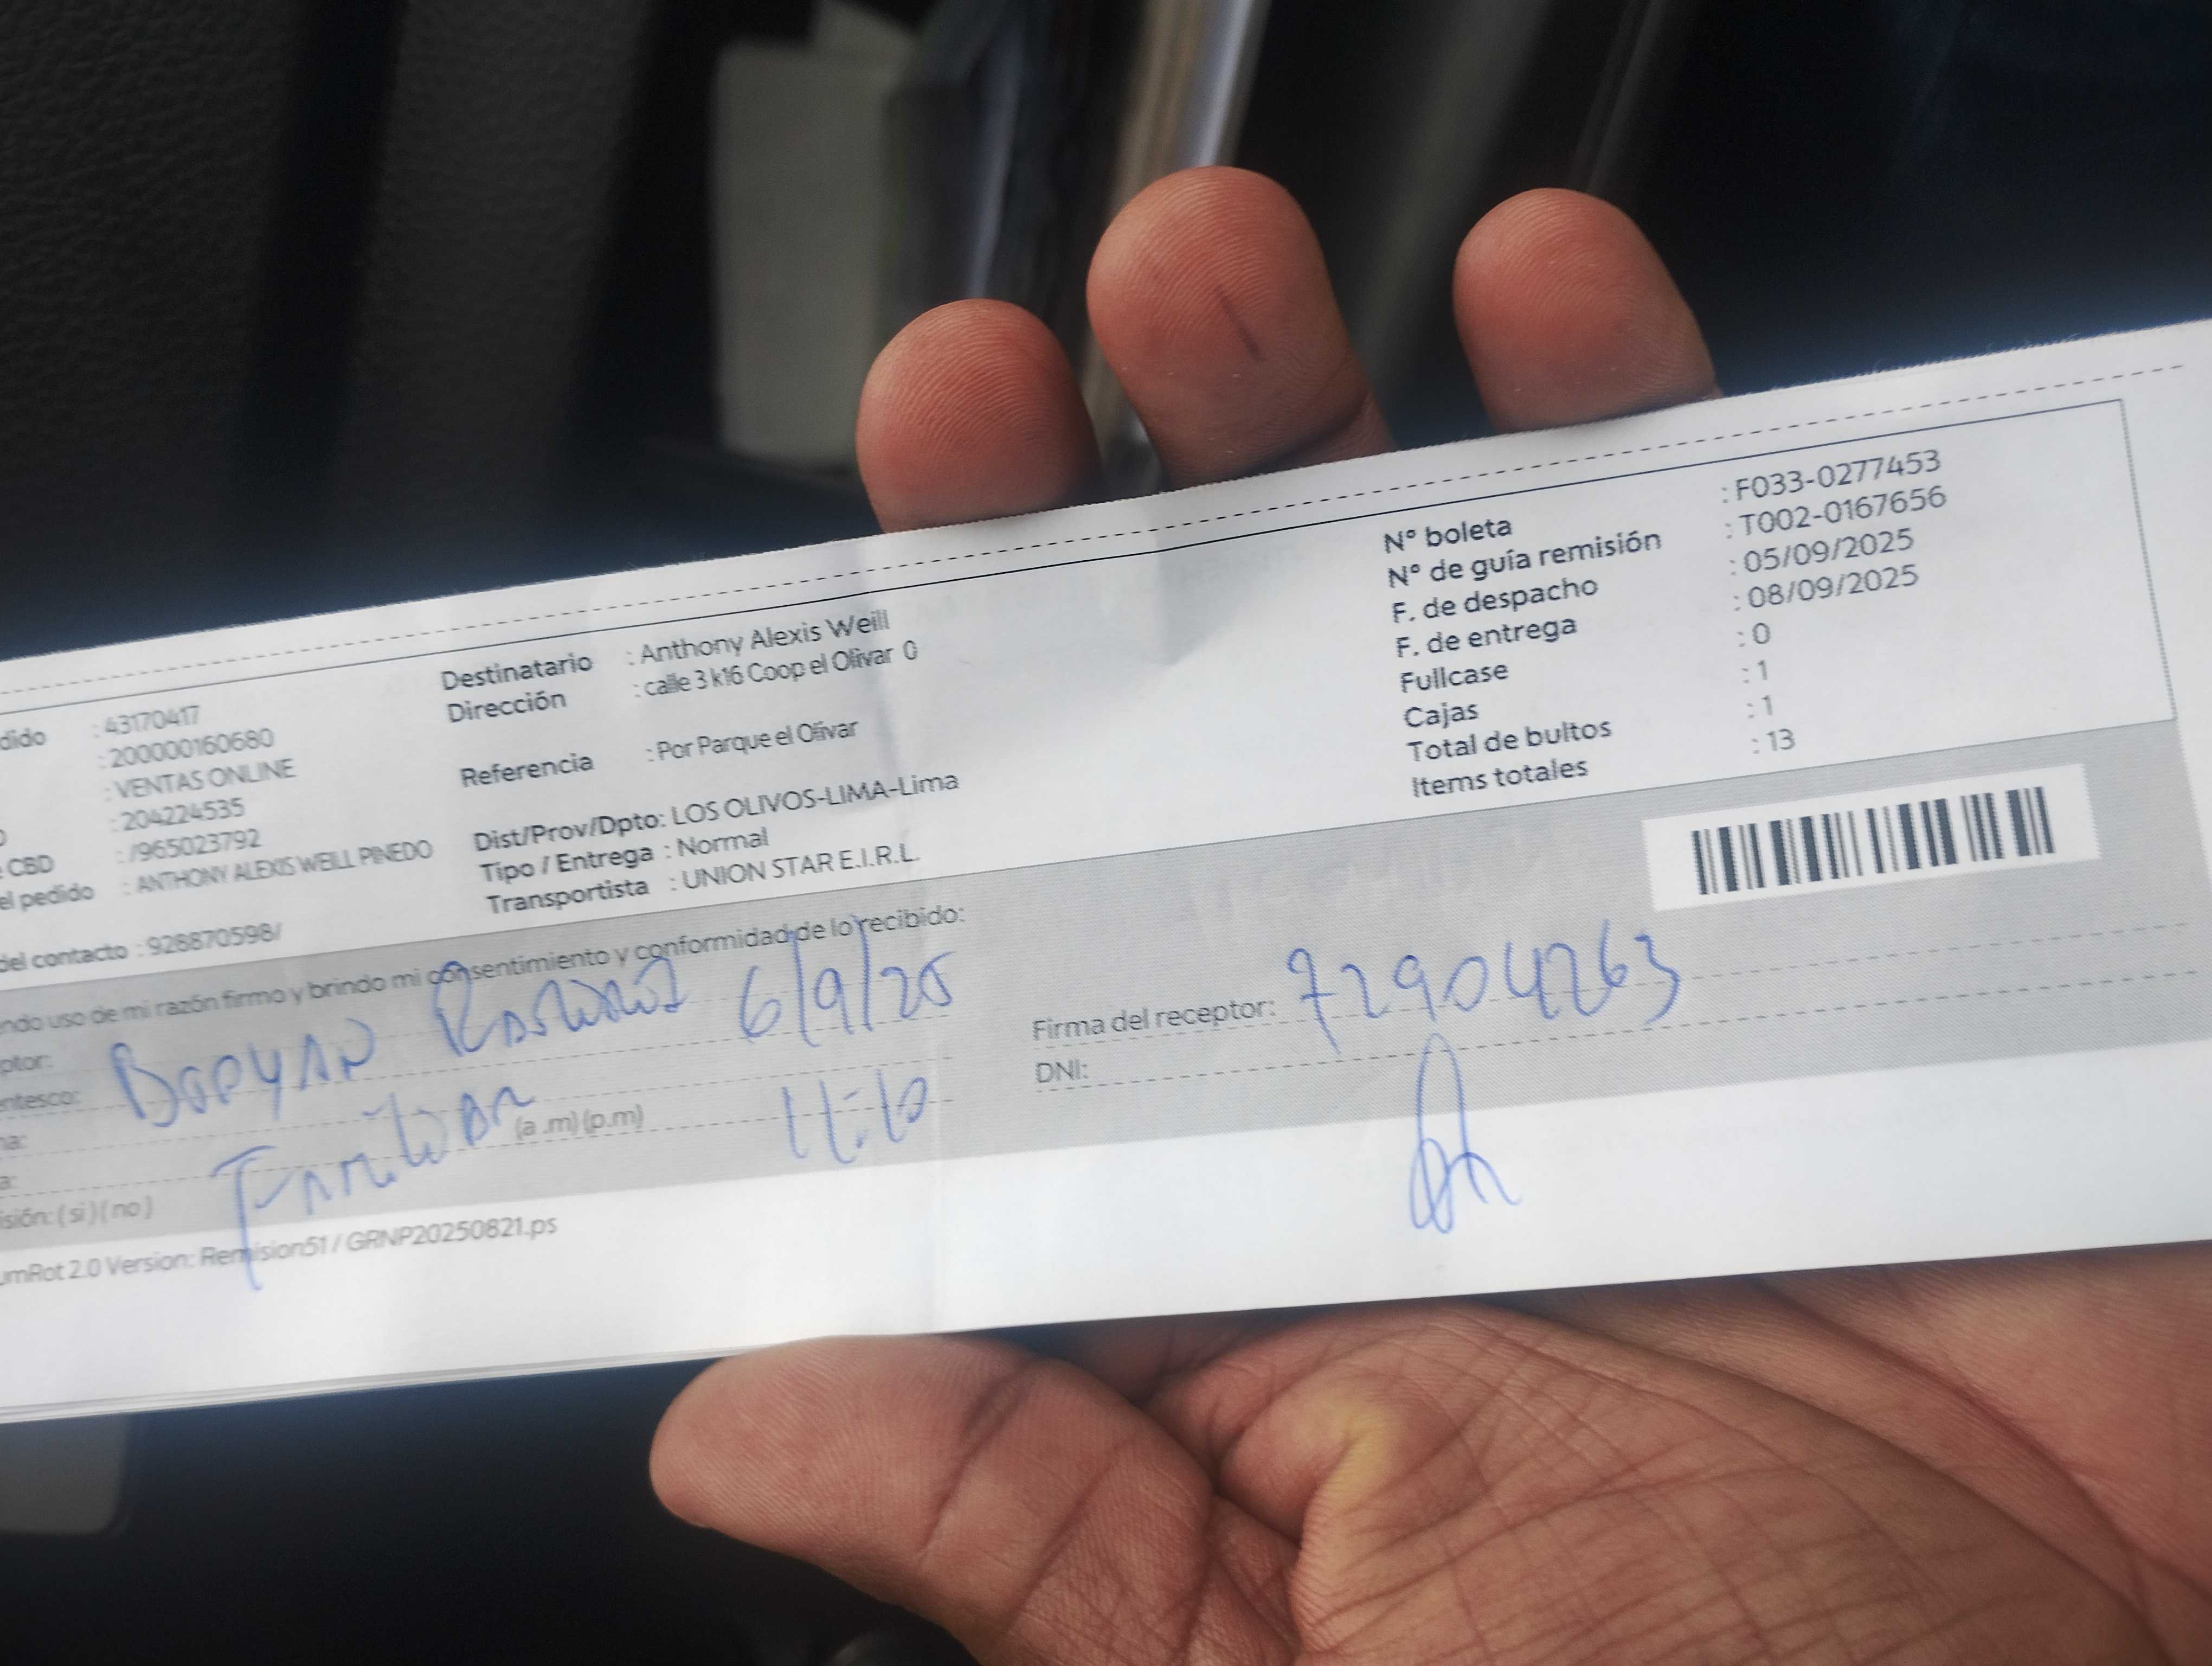 dido : 43170417
: 200000160680
: VENTAS ONLINE
: 204224535
CBD : /965023792
el pedido : ANTHONY ALEXIS WEILL PINEDO
del contacto : 928870598/
Destinatario : Anthony Alexis Weill
Dirección : calle 3 k16 Coop el Olivar 0
Referencia : Por Parque el Olivar
Dist/Prov/Dpto: LOS OLIVOS-LIMA-Lima
Tipo / Entrega : Normal
Transportista : UNION STAR E.I.R.L.
N° boleta : F033-0277453
N° de guía remisión : T002-0167656
F. de despacho : 05/09/2025
F. de entrega : 08/09/2025
Fullcase : 0
Cajas : 1
Total de bultos : 1
Items totales : 13
ndo uso de mi razón firmo y brindo mi consentimiento y conformidad de lo recibido:
ptor:
entesco:
na:
a: (a .m) (p.m)
isión: ( si ) ( no )
6/9/25
11:10
Firma del receptor: 72904263
DNI:
umRot 2.0 Version: Remision51 / GRNP20250821.ps